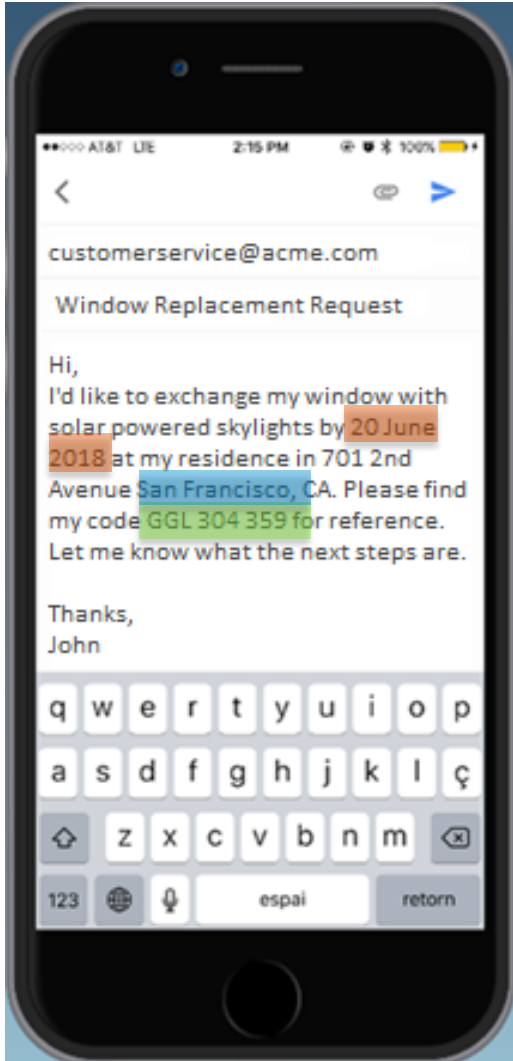 AT&T LTE 2:15 PM 100%
customerservice@acme.com
Window Replacement Request
Hi,
I'd like to exchange my window with
solar powered skylights by 20 June
2018 at my residence in 701 2nd
Avenue San Francisco, CA. Please find
my code GGL 304 359 for reference.
Let me know what the next steps are.
Thanks,
John
q w e r t y u i o p
a s d f g h j k l ç
z x c v b n m
123 espai retorn